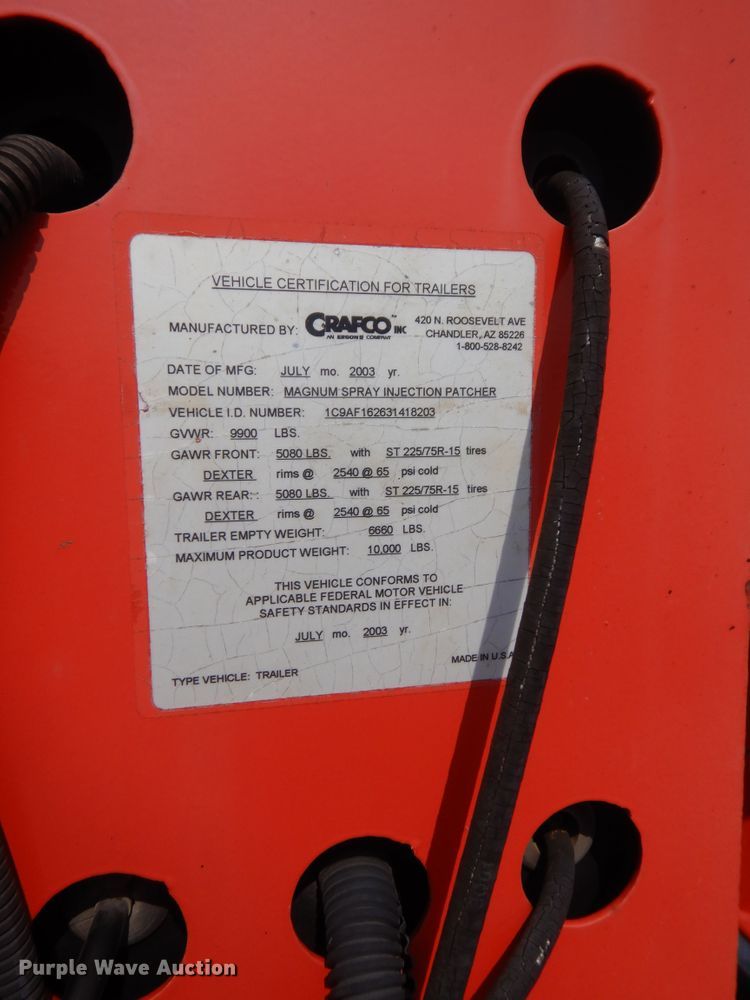 VEHICLE CERTIFICATION FOR TRAILERS
MANUFACTURED BY: CRAFCO INC ™
AN ERGON COMPANY
420 N. ROOSEVELT AVE
CHANDLER, AZ 85226
1-800-528-8242
DATE OF MFG: JULY mo. 2003 yr.
MODEL NUMBER: MAGNUM SPRAY INJECTION PATCHER
VEHICLE I.D. NUMBER: 1C9AF162631418203
GVWR: 9900 LBS.
GAWR FRONT: 5080 LBS. with ST 225/75R-15 tires
DEXTER rims @ 2540 @ 65 psi cold
GAWR REAR:: 5080 LBS. with ST 225/75R-15 tires
DEXTER rims @ 2540 @ 65 psi cold
TRAILER EMPTY WEIGHT: 6660 LBS.
MAXIMUM PRODUCT WEIGHT: 10,000 LBS.
THIS VEHICLE CONFORMS TO
APPLICABLE FEDERAL MOTOR VEHICLE
SAFETY STANDARDS IN EFFECT IN:
JULY mo. 2003 yr.
TYPE VEHICLE: TRAILER
MADE IN U.S.A
Purple Wave Auction